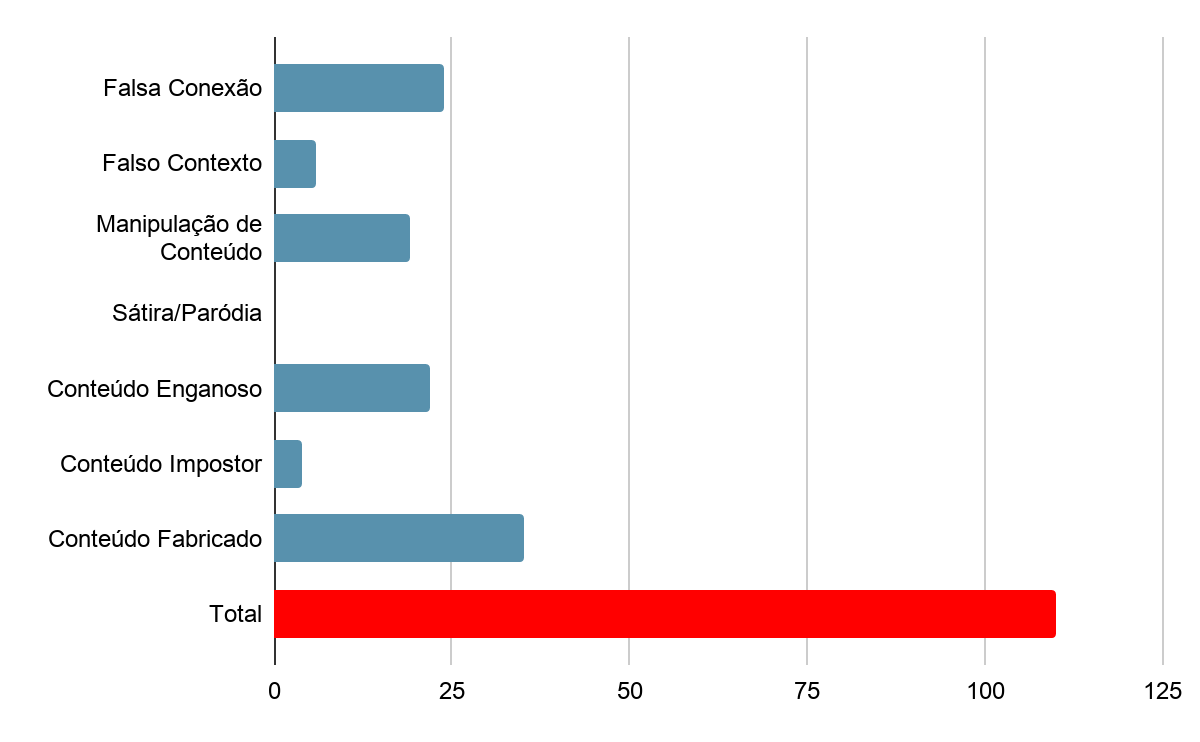 Falsa Conexão
Falso Contexto
Manipulação de
Conteúdo
Sátira/Paródia
Conteúdo Enganoso
Conteúdo Impostor
Conteúdo Fabricado
Total
0 25 50 75 100 125